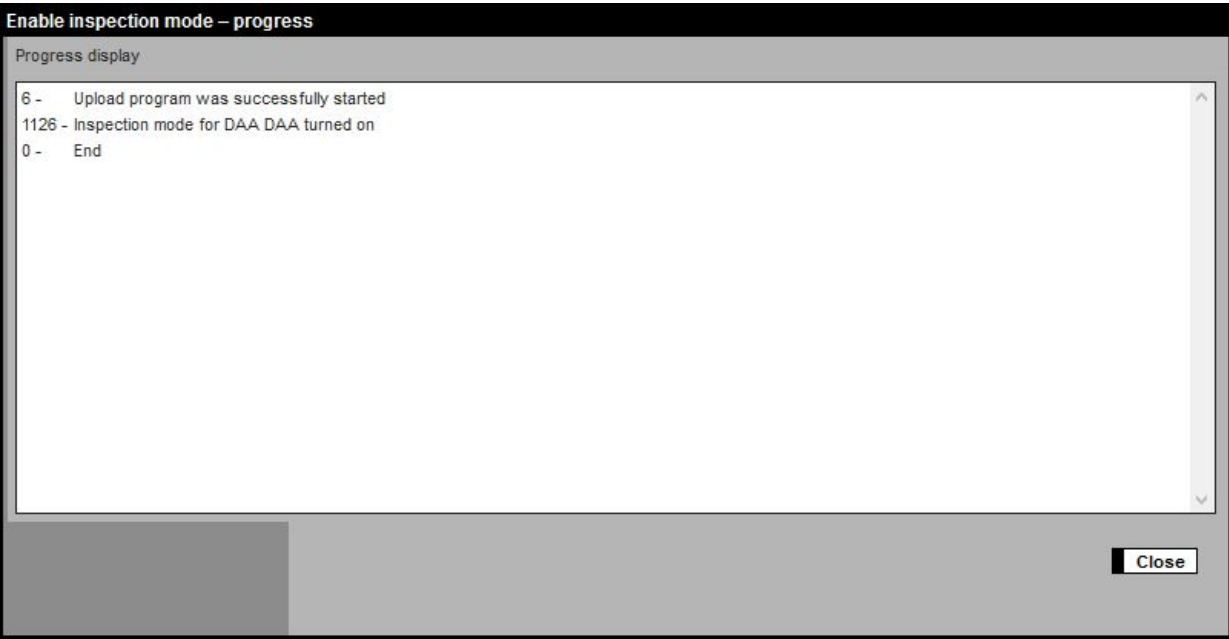 Enable inspection mode – progress
Progress display
6 - Upload program was successfully started
1126 - Inspection mode for DAA DAA turned on
0 - End
Close